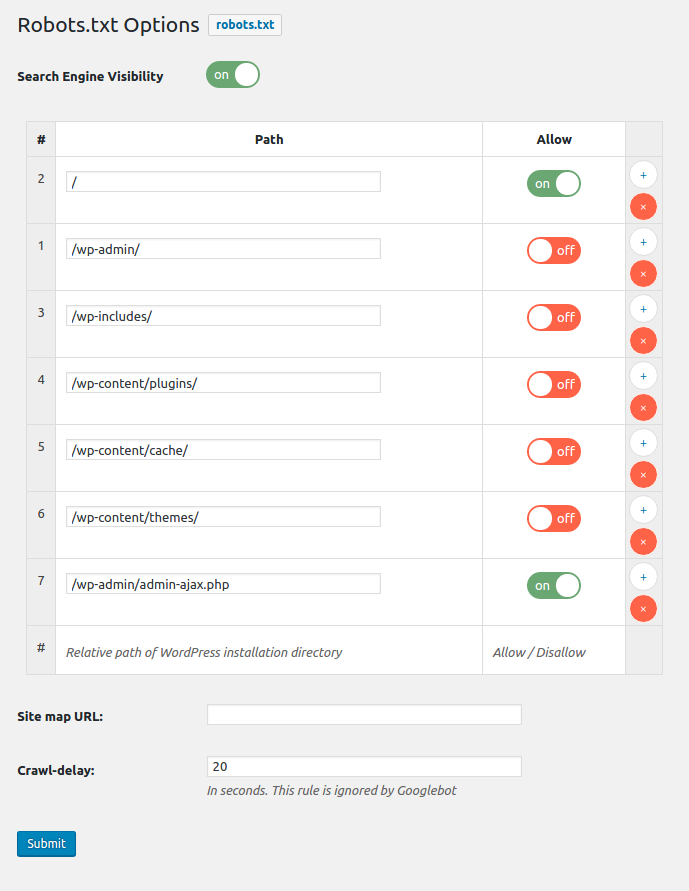 Robots.txt Options robots.txt
Search Engine Visibility on
# Path Allow
2 / on +
×
1 /wp-admin/ off +
×
3 /wp-includes/ off +
×
4 /wp-content/plugins/ off +
×
5 /wp-content/cache/ off +
×
6 /wp-content/themes/ off +
×
7 /wp-admin/admin-ajax.php on +
×
# Relative path of WordPress installation directory Allow / Disallow
Site map URL:
Crawl-delay: 20
In seconds. This rule is ignored by Googlebot
Submit